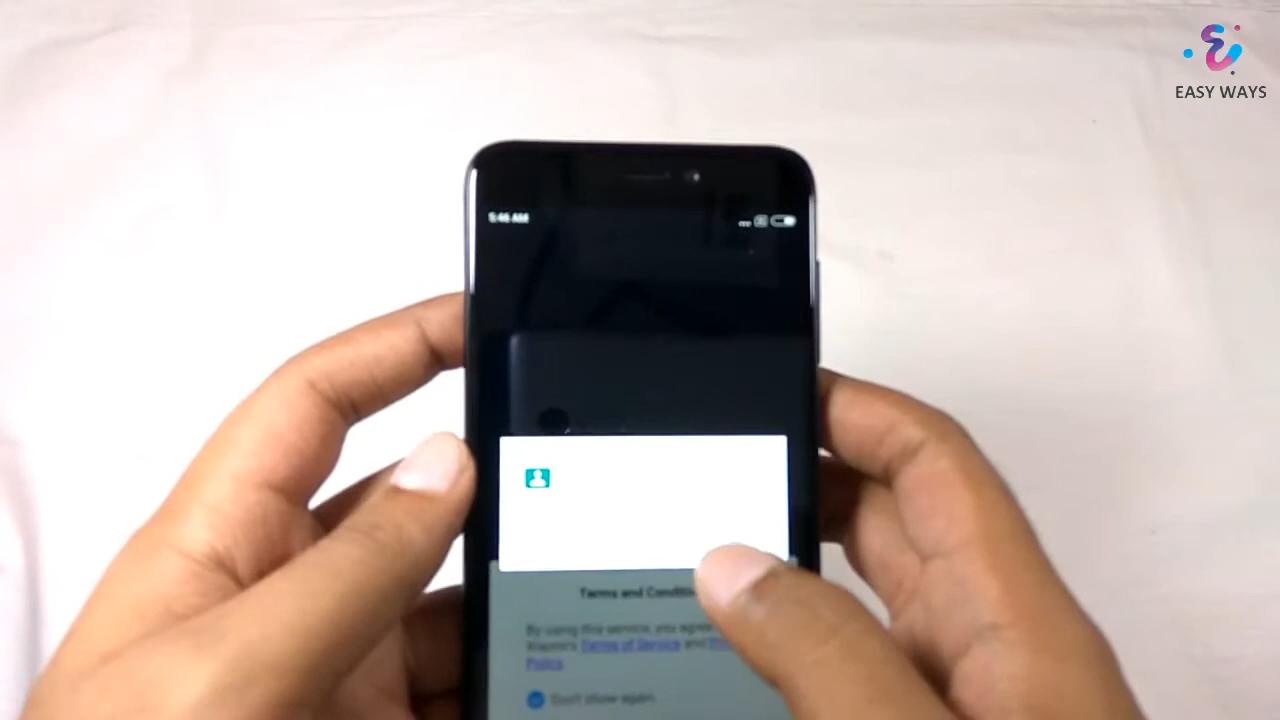 EASY WAYS
5:46 AM
Terms and
By using this service, you agree
Xiaomi's Terms of Service and
Policy
Don't show again